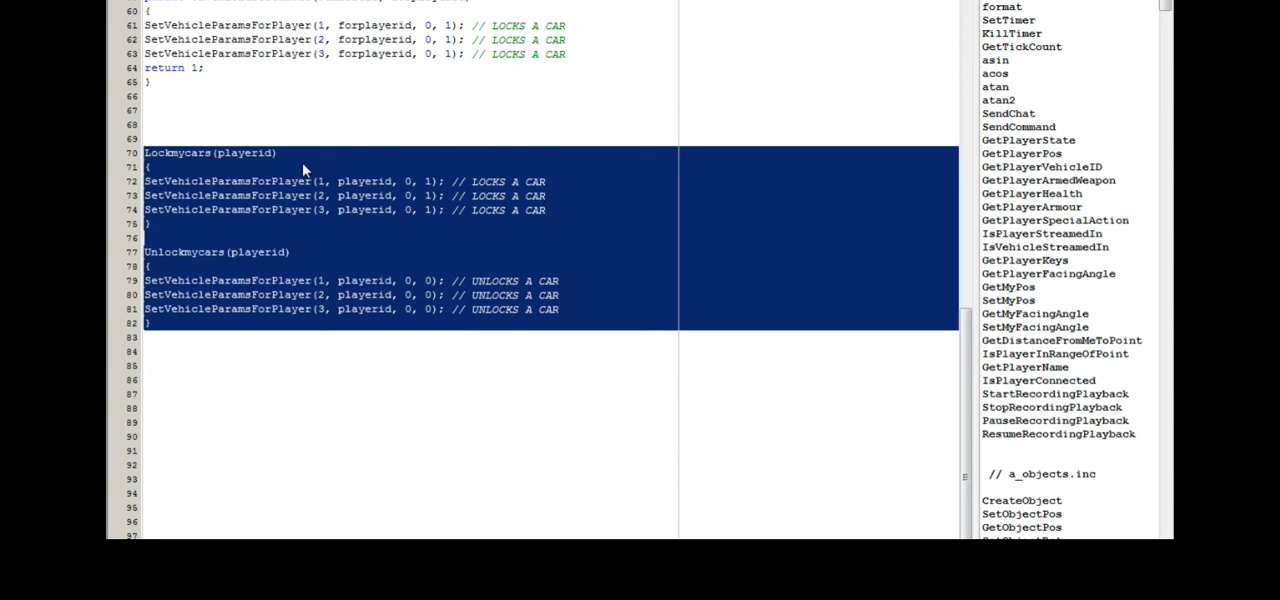 60
{
61 SetVehicleParamsForPlayer(1, forplayerid, 0, 1); // LOCKS A CAR
62 SetVehicleParamsForPlayer(2, forplayerid, 0, 1); // LOCKS A CAR
63 SetVehicleParamsForPlayer(3, forplayerid, 0, 1); // LOCKS A CAR
64 return 1;
65 }
66
67
68
69
70 Lockmycars(playerid)
71 {
72 SetVehicleParamsForPlayer(1, playerid, 0, 1); // LOCKS A CAR
73 SetVehicleParamsForPlayer(2, playerid, 0, 1); // LOCKS A CAR
74 SetVehicleParamsForPlayer(3, playerid, 0, 1); // LOCKS A CAR
75 }
76
77 Unlockmycars(playerid)
78 {
79 SetVehicleParamsForPlayer(1, playerid, 0, 0); // UNLOCKS A CAR
80 SetVehicleParamsForPlayer(2, playerid, 0, 0); // UNLOCKS A CAR
81 SetVehicleParamsForPlayer(3, playerid, 0, 0); // UNLOCKS A CAR
82 }
83
84
85
86
87
88
89
90
91
92
93
94
95
96
97
format
SetTimer
KillTimer
GetTickCount
asin
acos
atan
atan2
SendChat
SendCommand
GetPlayerState
GetPlayerPos
GetPlayerVehicleID
GetPlayerArmedWeapon
GetPlayerHealth
GetPlayerArmour
GetPlayerSpecialAction
IsPlayerStreamedIn
IsVehicleStreamedIn
GetPlayerKeys
GetPlayerFacingAngle
GetMyPos
SetMyPos
GetMyFacingAngle
SetMyFacingAngle
GetDistanceFromMeToPoint
IsPlayerInRangeOfPoint
GetPlayerName
IsPlayerConnected
StartRecordingPlayback
StopRecordingPlayback
PauseRecordingPlayback
ResumeRecordingPlayback
// a_objects.inc
CreateObject
SetObjectPos
GetObjectPos